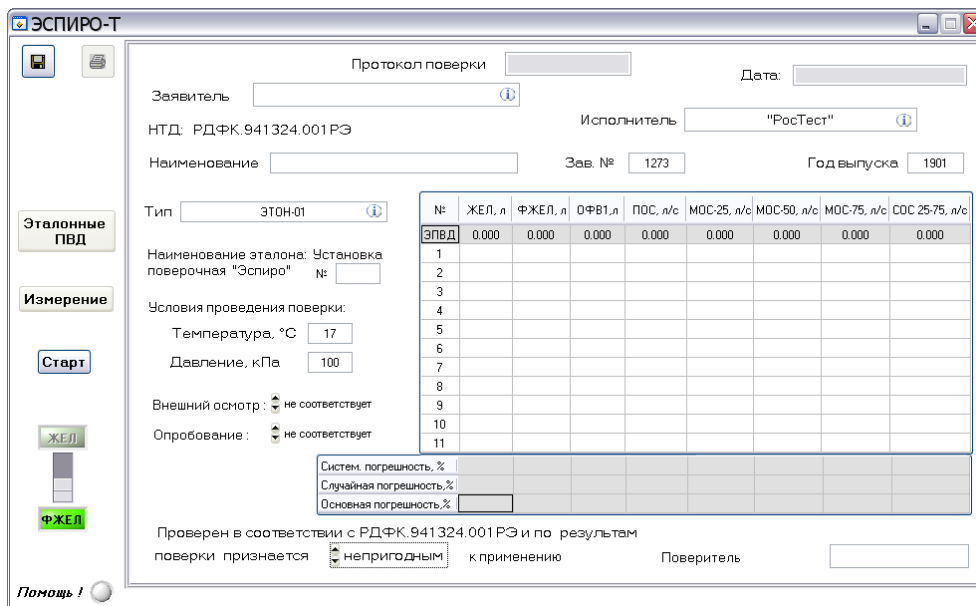 ЭСПИРО-Т
Протокол поверки
Дата:
Заявитель
Исполнитель "РосТест"
НТД: РДФК.941324.001РЭ
Наименование Зав. № 1273 Год выпуска 1901
Тип ЭТОН-01
Эталонные
ПВД
Наименование эталона: Установка
поверочная "Эспиро" №
Измерение
Условия проведения поверки:
Температура, °C 17
Старт
Давление, кПа 100
Внешний осмотр : не соответствует
Опробование : не соответствует
ЖЕЛ
ФЖЕЛ
№ ЖЕЛ, л ФЖЕЛ, л ОФВ1,л ПОС, л/с МОС-25, л/с МОС-50, л/с МОС-75, л/с СОС 25-75, л/с
ЭПВД 0.000 0.000 0.000 0.000 0.000 0.000 0.000 0.000
1
2
3
4
5
6
7
8
9
10
11
Систем. погрешность, %
Случайная погрешность,%
Основная погрешность,%
Проверен в соответствии с РДФК.941324.001РЭ и по результам
поверки признается непригодным к применению Поверитель
Помощь !